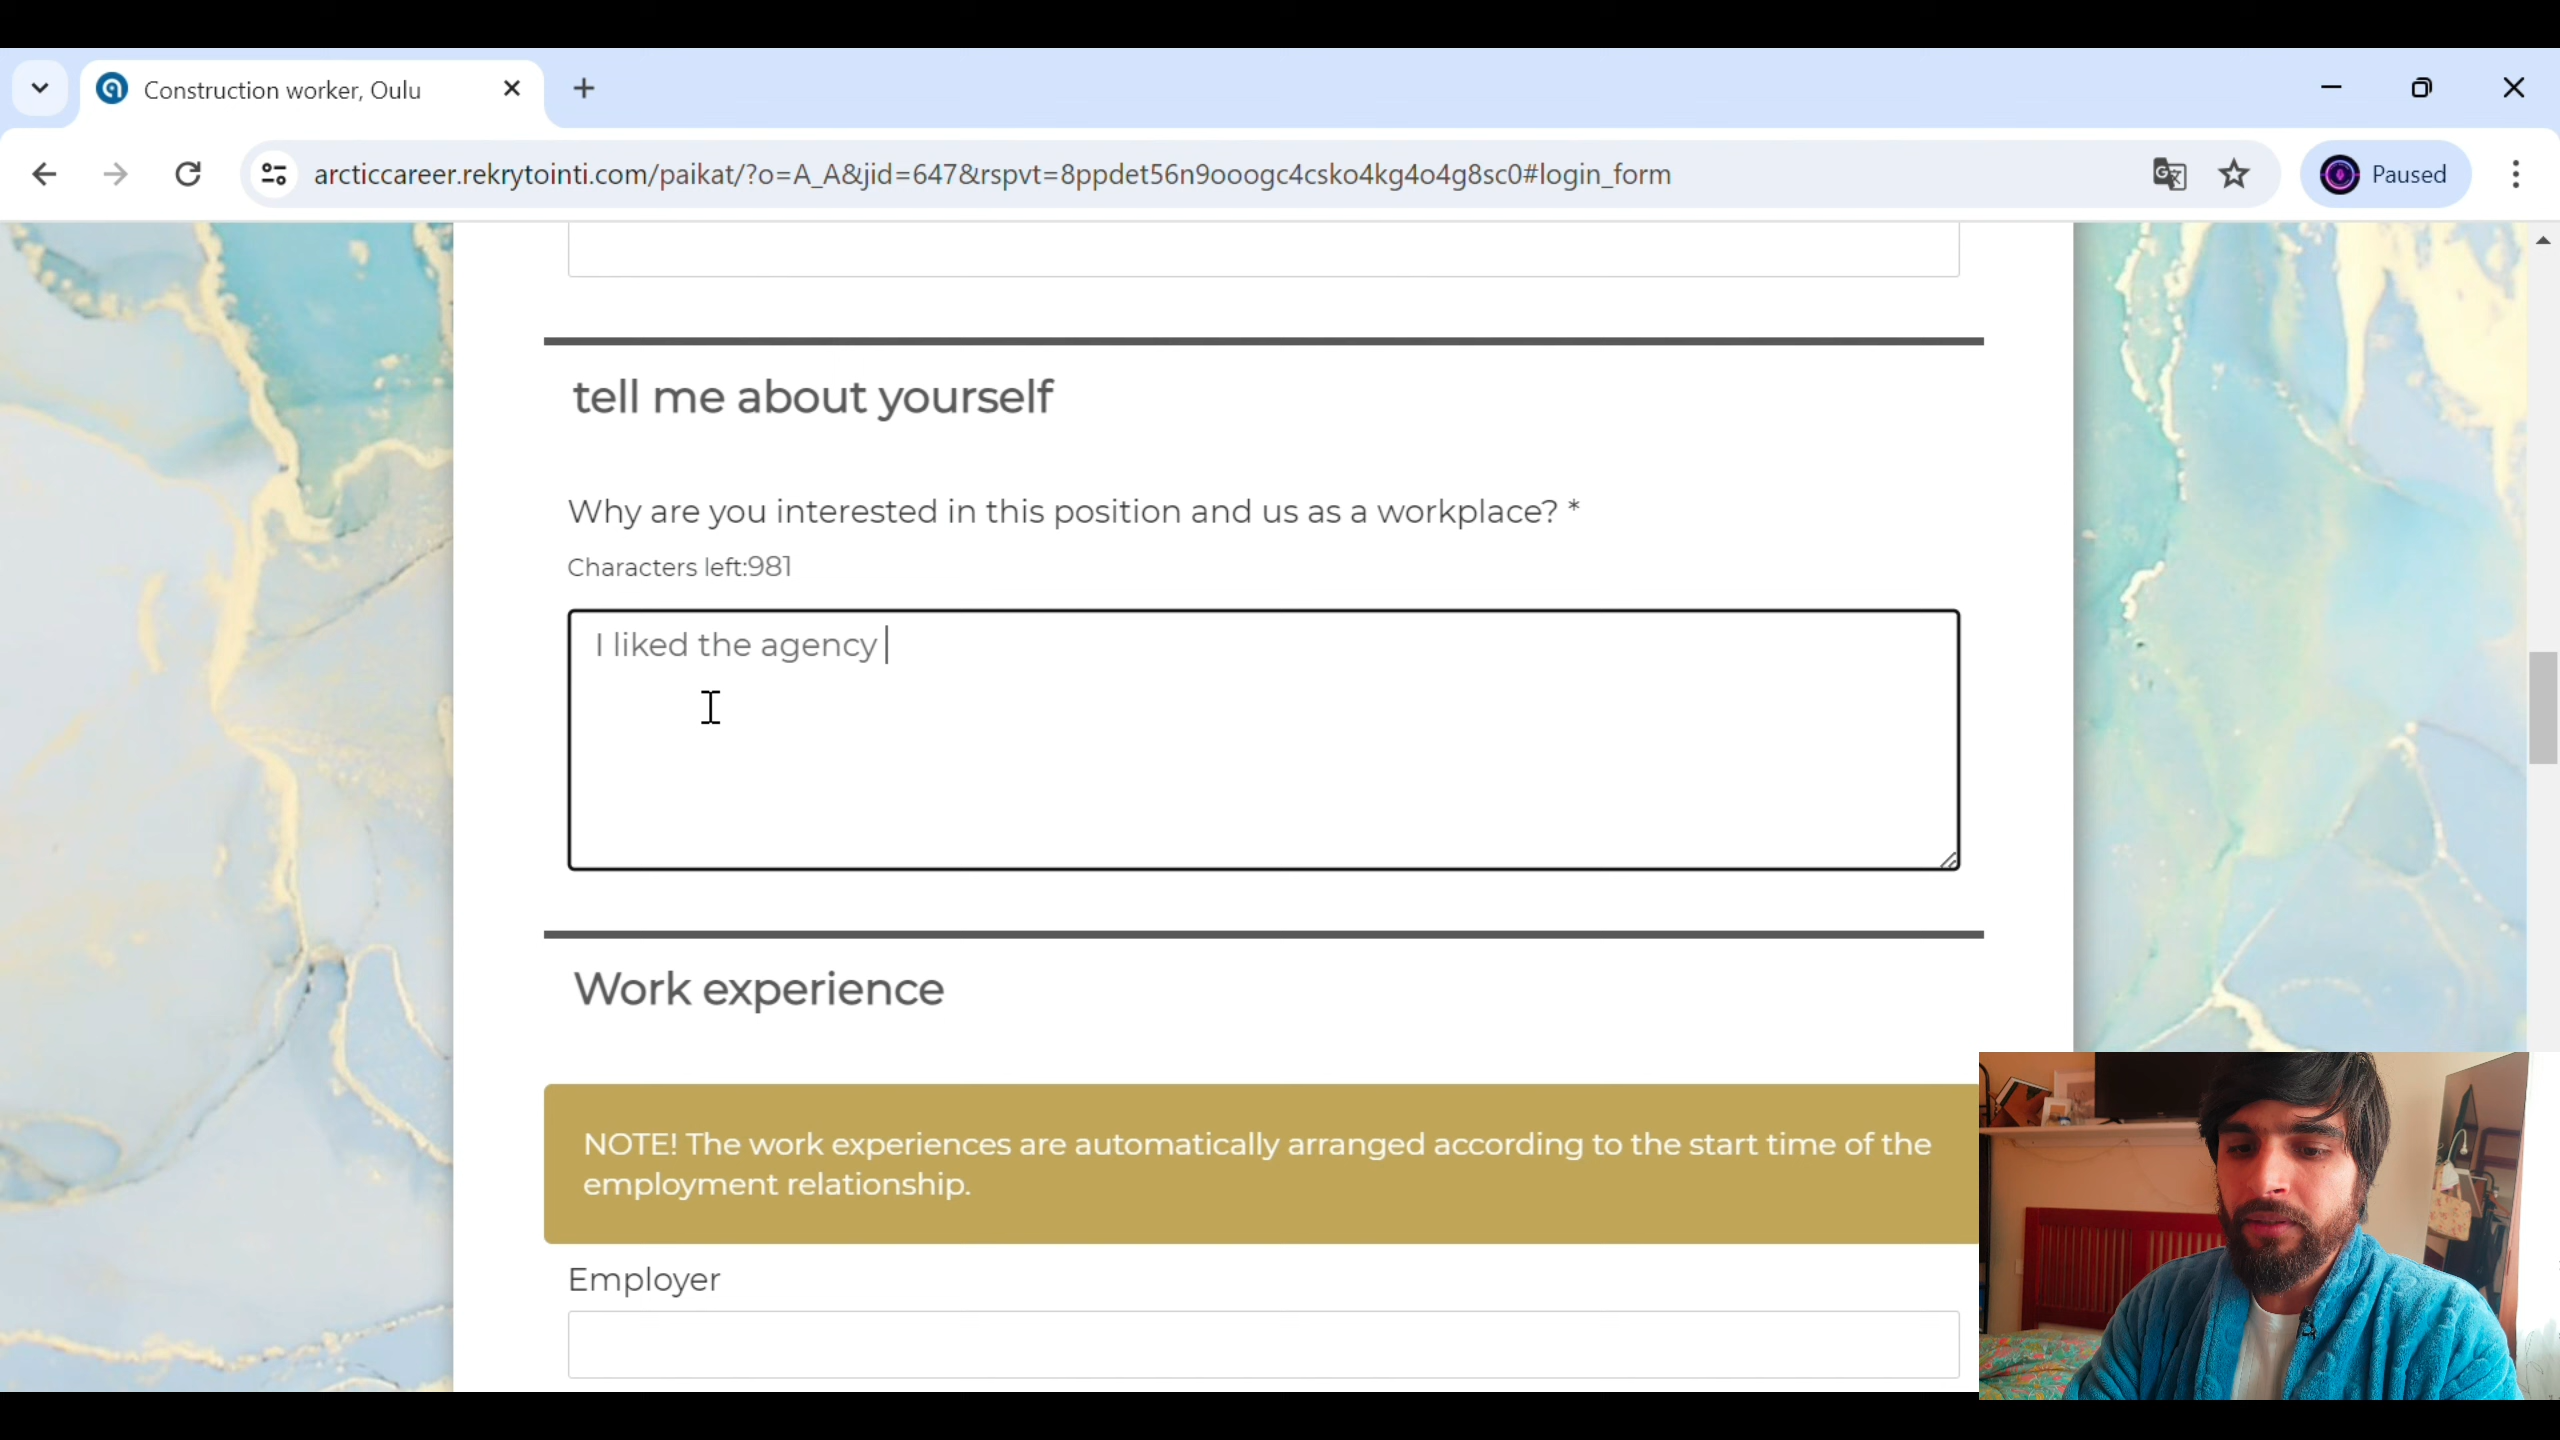 Construction worker, Oulu
arcticcareer.rekrytointi.com/paikat/?o=A_A&jid=647&rspvt=8ppdet56n9ooogc4csko4kg4o4g8sc0#login_form
Paused
tell me about yourself
Why are you interested in this position and us as a workplace? *
Characters left:981
I liked the agency
Work experience
NOTE! The work experiences are automatically arranged according to the start time of the
employment relationship.
Employer